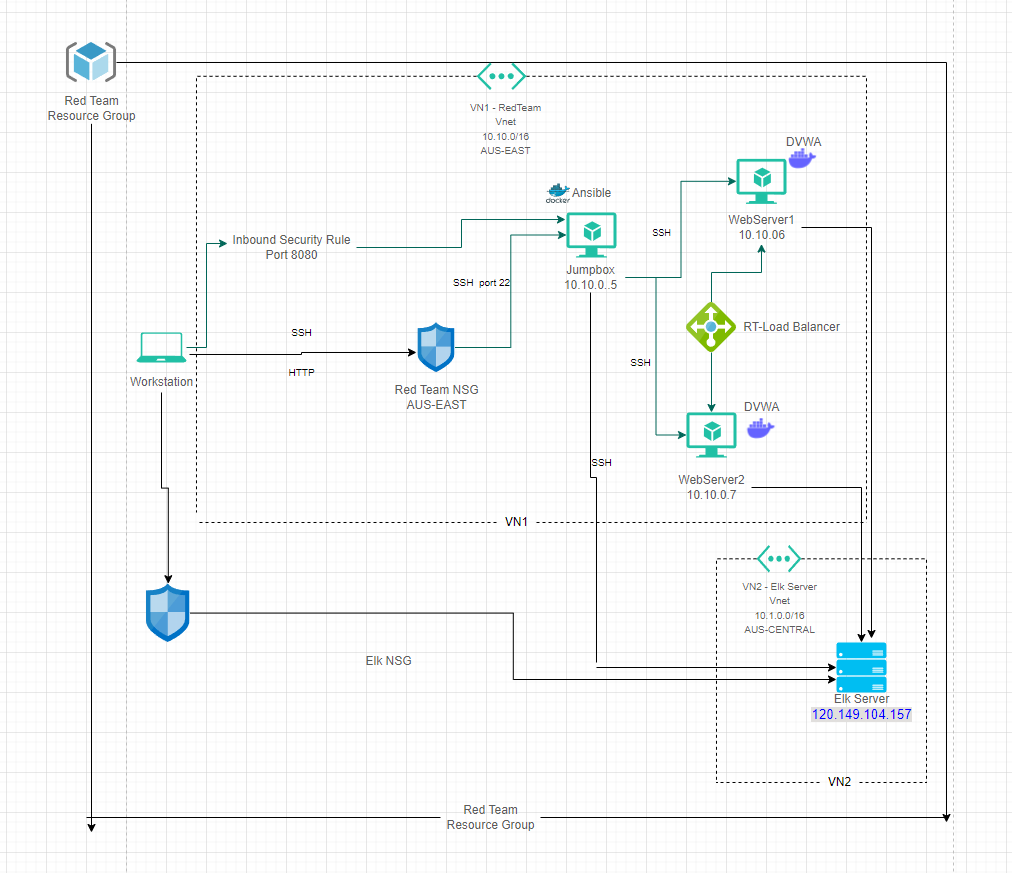 Red Team
Resource Group
VN1 - RedTeam
Vnet
10.10.0/16
AUS-EAST
DVWA
docker
Ansible
WebServer1
10.10.06
SSH
Inbound Security Rule
Port 8080
Jumpbox
10.10.0..5
SSH port 22
RT-Load Balancer
SSH
HTTP
SSH
Workstation
Red Team NSG
AUS-EAST
DVWA
SSH
WebServer2
10.10.0.7
VN1
VN2 - Elk Server
Vnet
10.1.0.0/16
AUS-CENTRAL
Elk NSG
Elk Server
120.149.104.157
VN2
Red Team
Resource Group